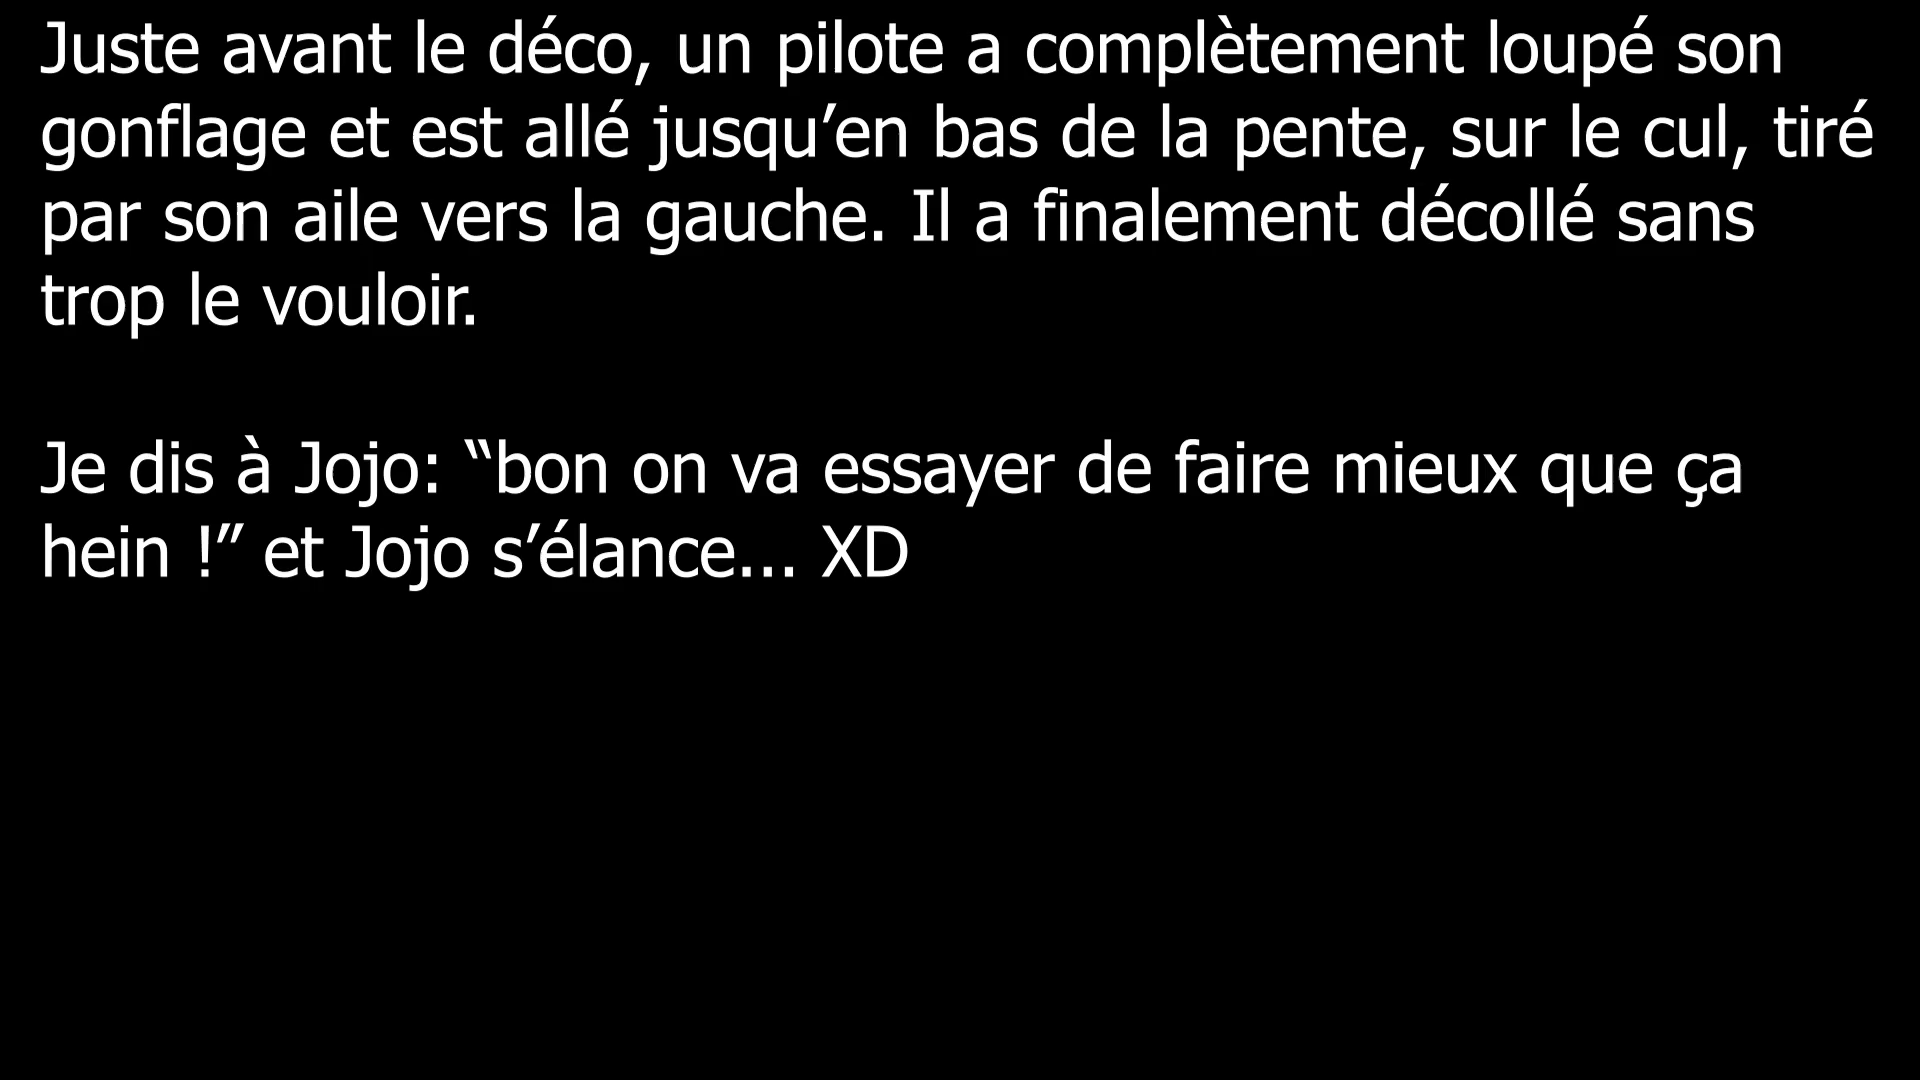 Juste avant le déco, un pilote a complètement loupé son
gonflage et est allé jusqu’en bas de la pente, sur le cul, tiré
par son aile vers la gauche. Il a finalement décollé sans
trop le vouloir.
Je dis à Jojo: “bon on va essayer de faire mieux que ça
hein !” et Jojo s’élance... XD